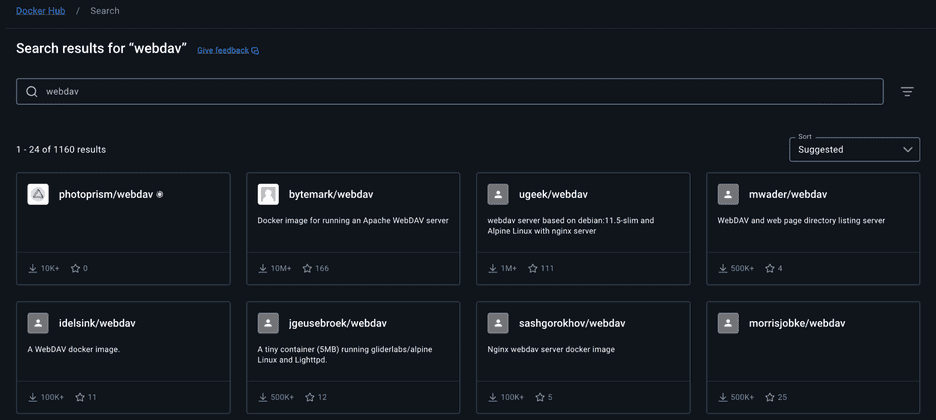 Docker Hub / Search
Search results for “webdav” Give feedback
webdav
1 - 24 of 1160 results
Sort
Suggested
photoprism/webdav
10K+ 0
bytemark/webdav
Docker image for running an Apache WebDAV server
10M+ 166
ugeek/webdav
webdav server based on debian:11.5-slim and
Alpine Linux with nginx server
1M+ 111
mwader/webdav
WebDAV and web page directory listing server
500K+ 4
idelsink/webdav
A WebDAV docker image.
100K+ 11
jgeusebroek/webdav
A tiny container (5MB) running gliderlabs/alpine
Linux and Lighttpd.
500K+ 12
sashgorokhov/webdav
Nginx webdav server docker image
100K+ 5
morrisjobke/webdav
500K+ 25